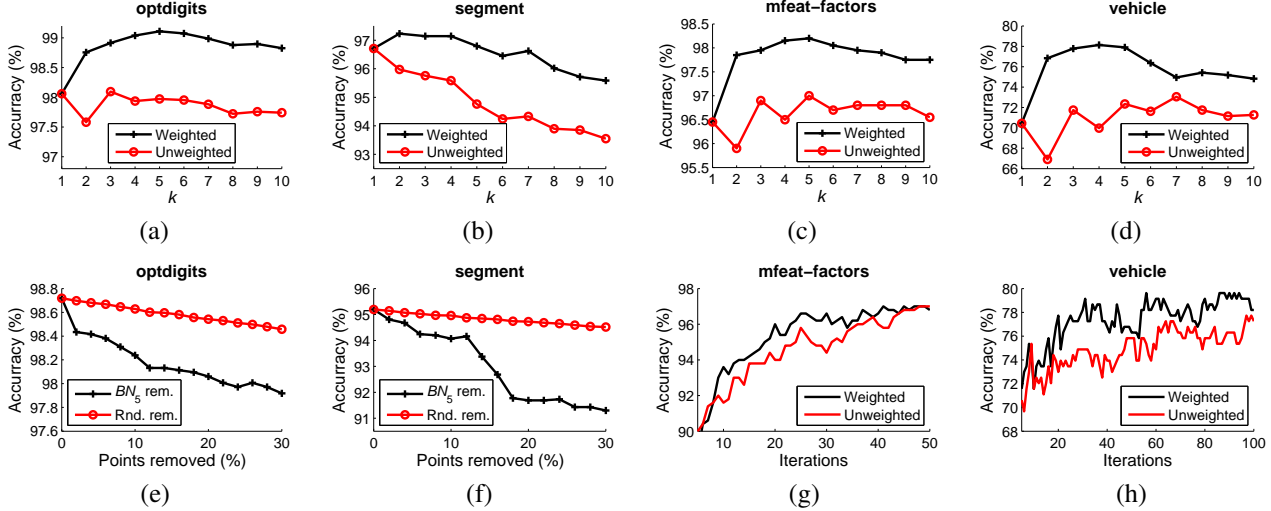 optdigits
Accurracy (%)
99
98.5
98
97.5
97
Weighted
Unweighted
1 2 3 4 5 6 7 8 9 10
k
(a)
segment
Accurracy (%)
97
96
95
94
93
Weighted
Unweighted
1 2 3 4 5 6 7 8 9 10
k
(b)
mfeat-factors
Accurracy (%)
98.5
98
97.5
97
96.5
96
95.5
Weighted
Unweighted
1 2 3 4 5 6 7 8 9 10
k
(c)
vehicle
Accurracy (%)
80
78
76
74
72
70
68
66
Weighted
Unweighted
1 2 3 4 5 6 7 8 9 10
k
(d)
optdigits
Accurracy (%)
98.8
98.6
98.4
98.2
98
97.8
97.6
BN5 rem.
Rnd. rem.
0 10 20 30
Points removed (%)
(e)
segment
Accurracy (%)
96
95
94
93
92
91
BN5 rem.
Rnd. rem.
0 10 20 30
Points removed (%)
(f)
mfeat-factors
Accurracy (%)
98
96
94
92
90
Weighted
Unweighted
10 20 30 40 50
Iterations
(g)
vehicle
Accurracy (%)
80
78
76
74
72
70
68
Weighted
Unweighted
20 40 60 80 100
Iterations
(h)